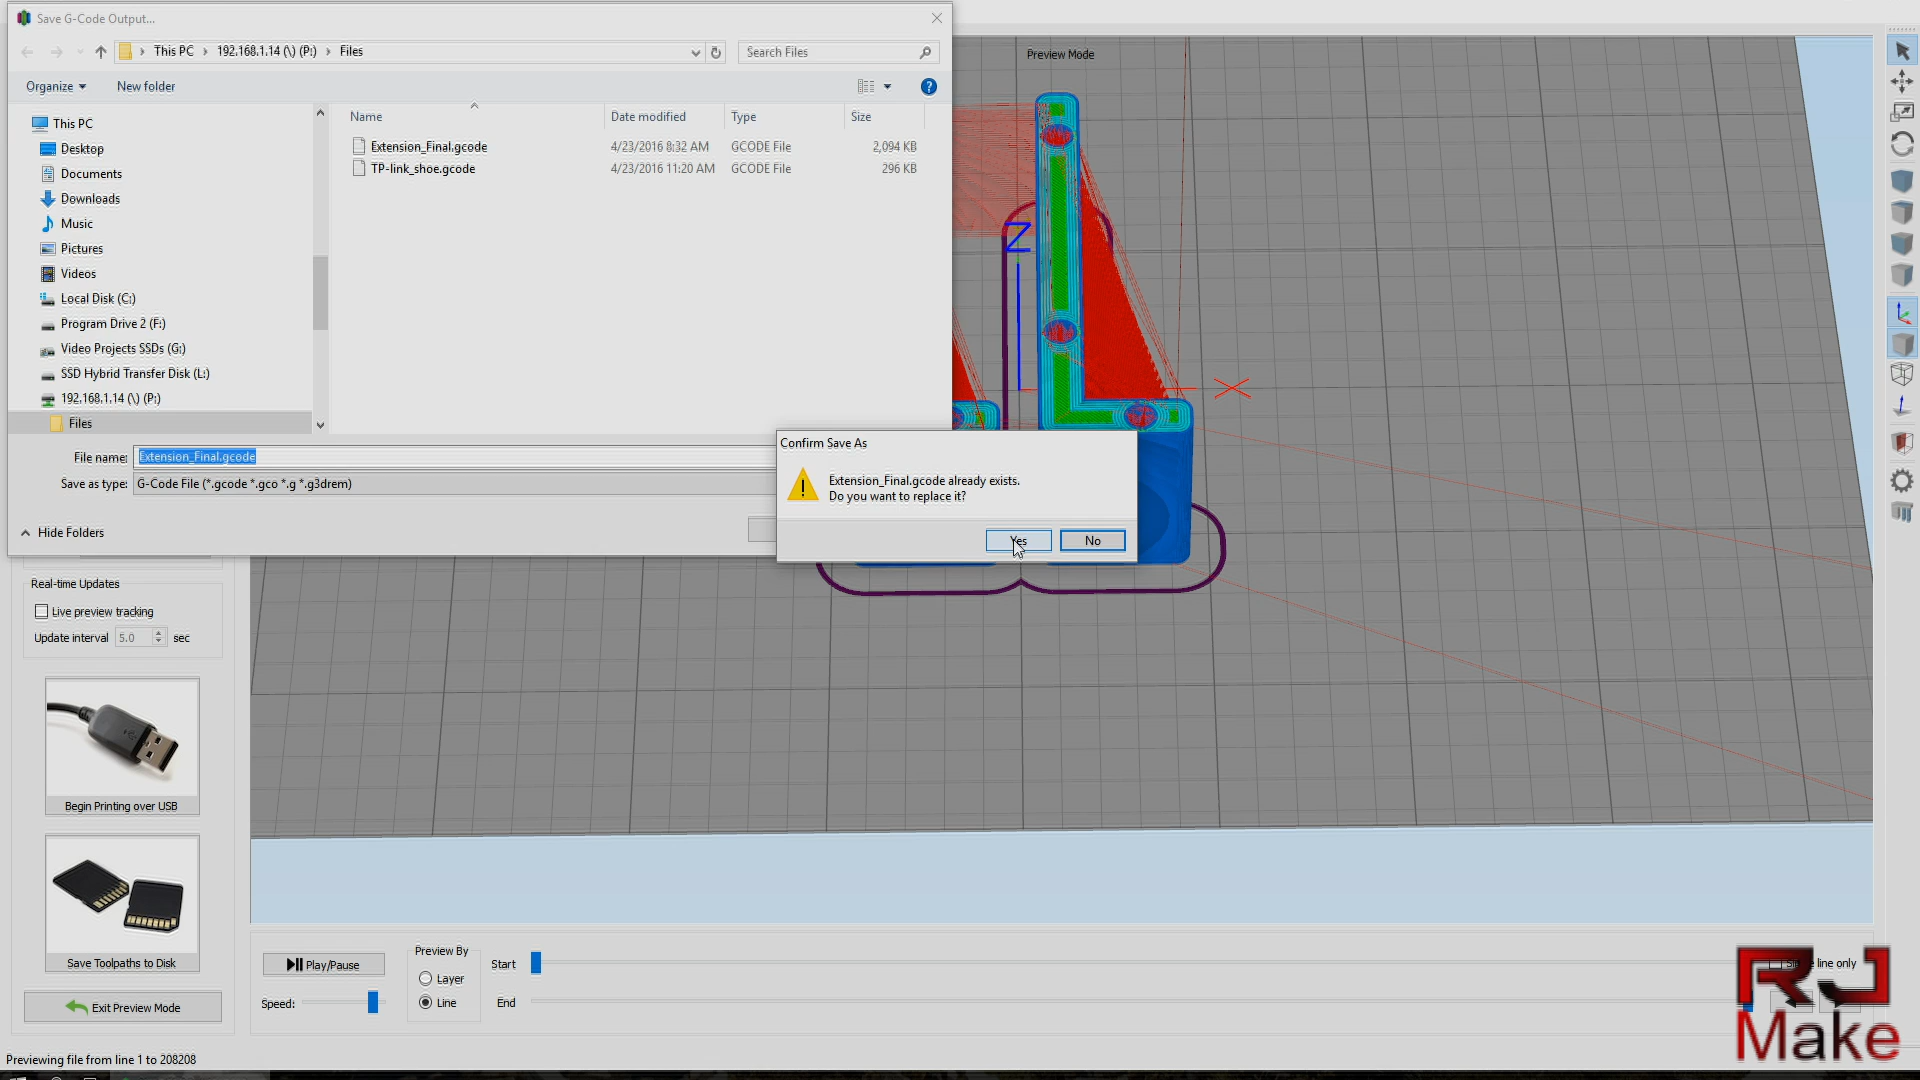 Save G-Code Output...
This PC > 192.168.1.14 (\) (P:) > Files
Search Files
Organize
New folder
Name
Date modified
Type
Size
Extension_Final.gcode 4/23/2016 8:32 AM GCODE File 2,094 KB
TP-link_shoe.gcode 4/23/2016 11:20 AM GCODE File 296 KB
This PC
Desktop
Documents
Downloads
Music
Pictures
Videos
Local Disk (C:)
Program Drive 2 (F:)
Video Projects SSDs (G:)
SSD Hybrid Transfer Disk (L:)
192.168.1.14 (\) (P:)
Files
File name: Extension_Final.gcode
Save as type: G-Code File (*.gcode *.gco *.g *.g3drem)
Hide Folders
Preview Mode
Z
Confirm Save As
Extension_Final.gcode already exists.
Do you want to replace it?
Yes
No
Real-time Updates
Live preview tracking
Update interval 5.0 sec
Begin Printing over USB
Save Toolpaths to Disk
Exit Preview Mode
Play/Pause
Speed:
Preview By
Layer
Line
Start
End
line only
RJ
Make
Previewing file from line 1 to 208208